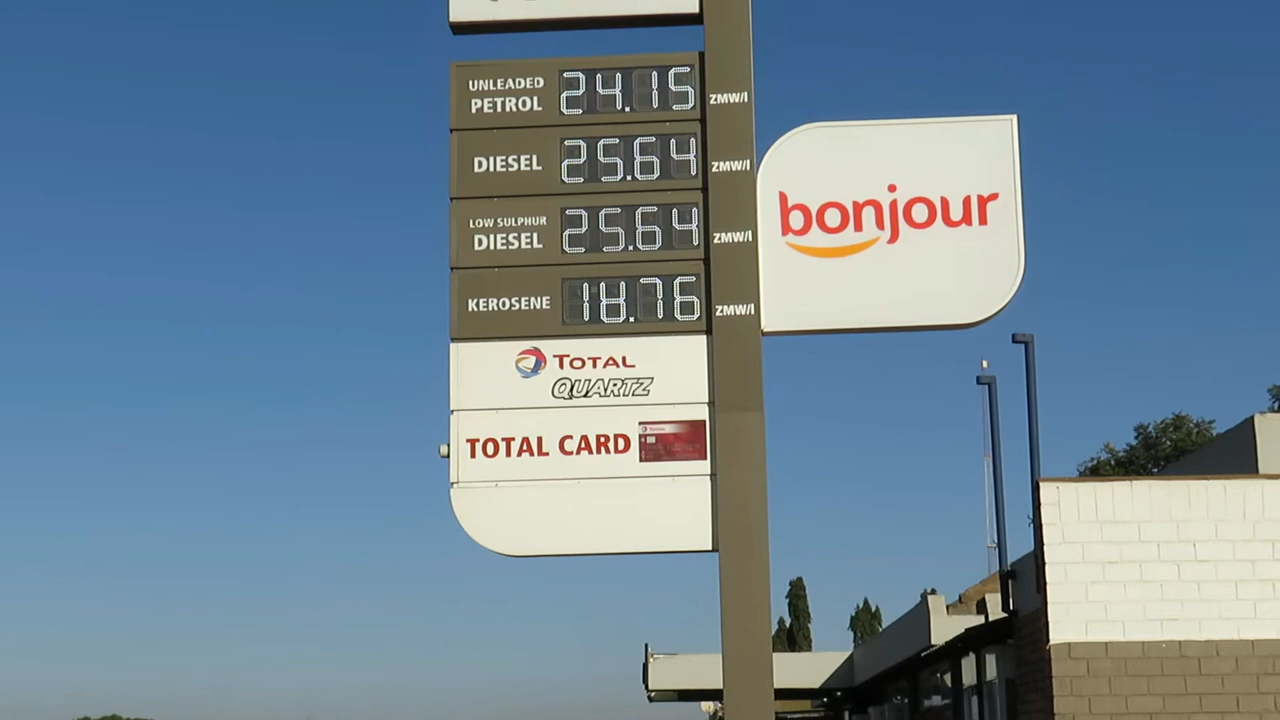 UNLEADED
PETROL 24.15 ZMW/l
DIESEL 25.64 ZMW/l
LOW SULPHUR
DIESEL 25.64 ZMW/l
KEROSENE 18.76 ZMW/l
TOTAL
QUARTZ
TOTAL CARD
bonjour